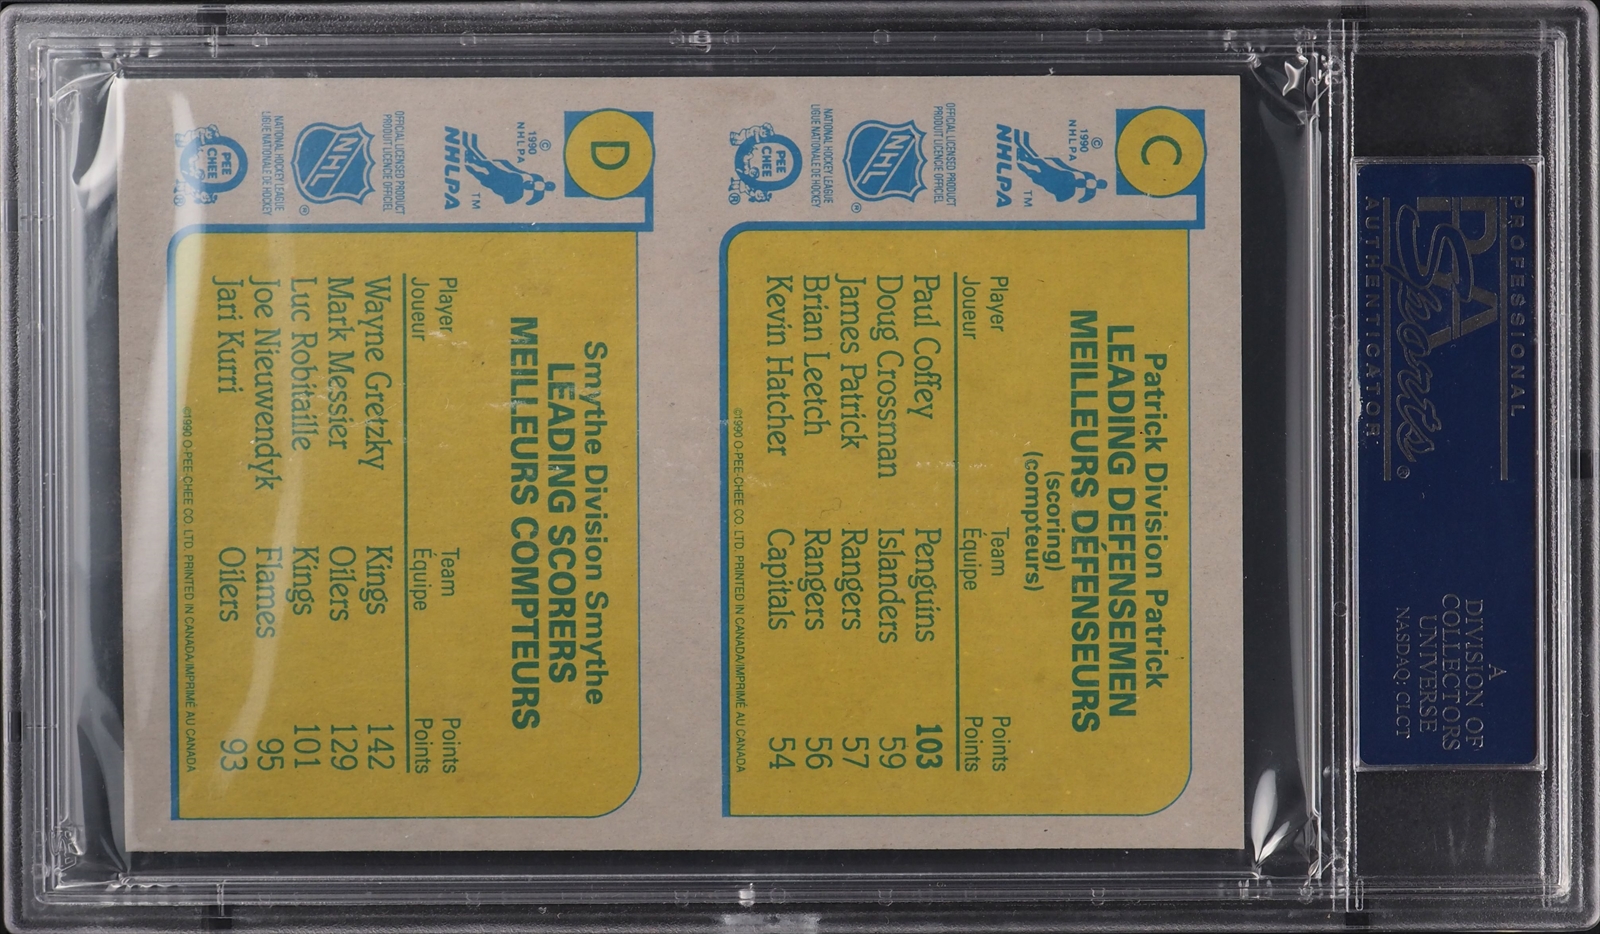 C
© 1990 NHLPA
NHLPA
TM
OFFICIAL LICENSED PRODUCT
PRODUIT LICENCIÉ OFFICIEL
NHL
®
NATIONAL HOCKEY LEAGUE
LIGUE NATIONALE DE HOCKEY
O PEE CHEE
®
Patrick Division Patrick
LEADING DEFENSEMEN
MEILLEURS DÉFENSEURS
(scoring)
(compteurs)
Player Team Points
Joueur Équipe Points
Paul Coffey Penguins 103
Doug Crossman Islanders 59
James Patrick Rangers 57
Brian Leetch Rangers 56
Kevin Hatcher Capitals 54
©1990 O-PEE-CHEE CO. LTD. PRINTED IN CANADA/IMPRIMÉ AU CANADA
D
© 1990 NHLPA
NHLPA
TM
OFFICIAL LICENSED PRODUCT
PRODUIT LICENCIÉ OFFICIEL
NHL
®
NATIONAL HOCKEY LEAGUE
LIGUE NATIONALE DE HOCKEY
O PEE CHEE
®
Smythe Division Smythe
LEADING SCORERS
MEILLEURS COMPTEURS
Player Team Points
Joueur Équipe Points
Wayne Gretzky Kings 142
Mark Messier Oilers 129
Luc Robitaille Kings 101
Joe Nieuwendyk Flames 95
Jari Kurri Oilers 93
©1990 O-PEE-CHEE CO. LTD. PRINTED IN CANADA/IMPRIMÉ AU CANADA
PROFESSIONAL
PSA
Sports
®
AUTHENTICATOR
A
DIVISION OF
COLLECTORS
UNIVERSE
NASDAQ: CLCT